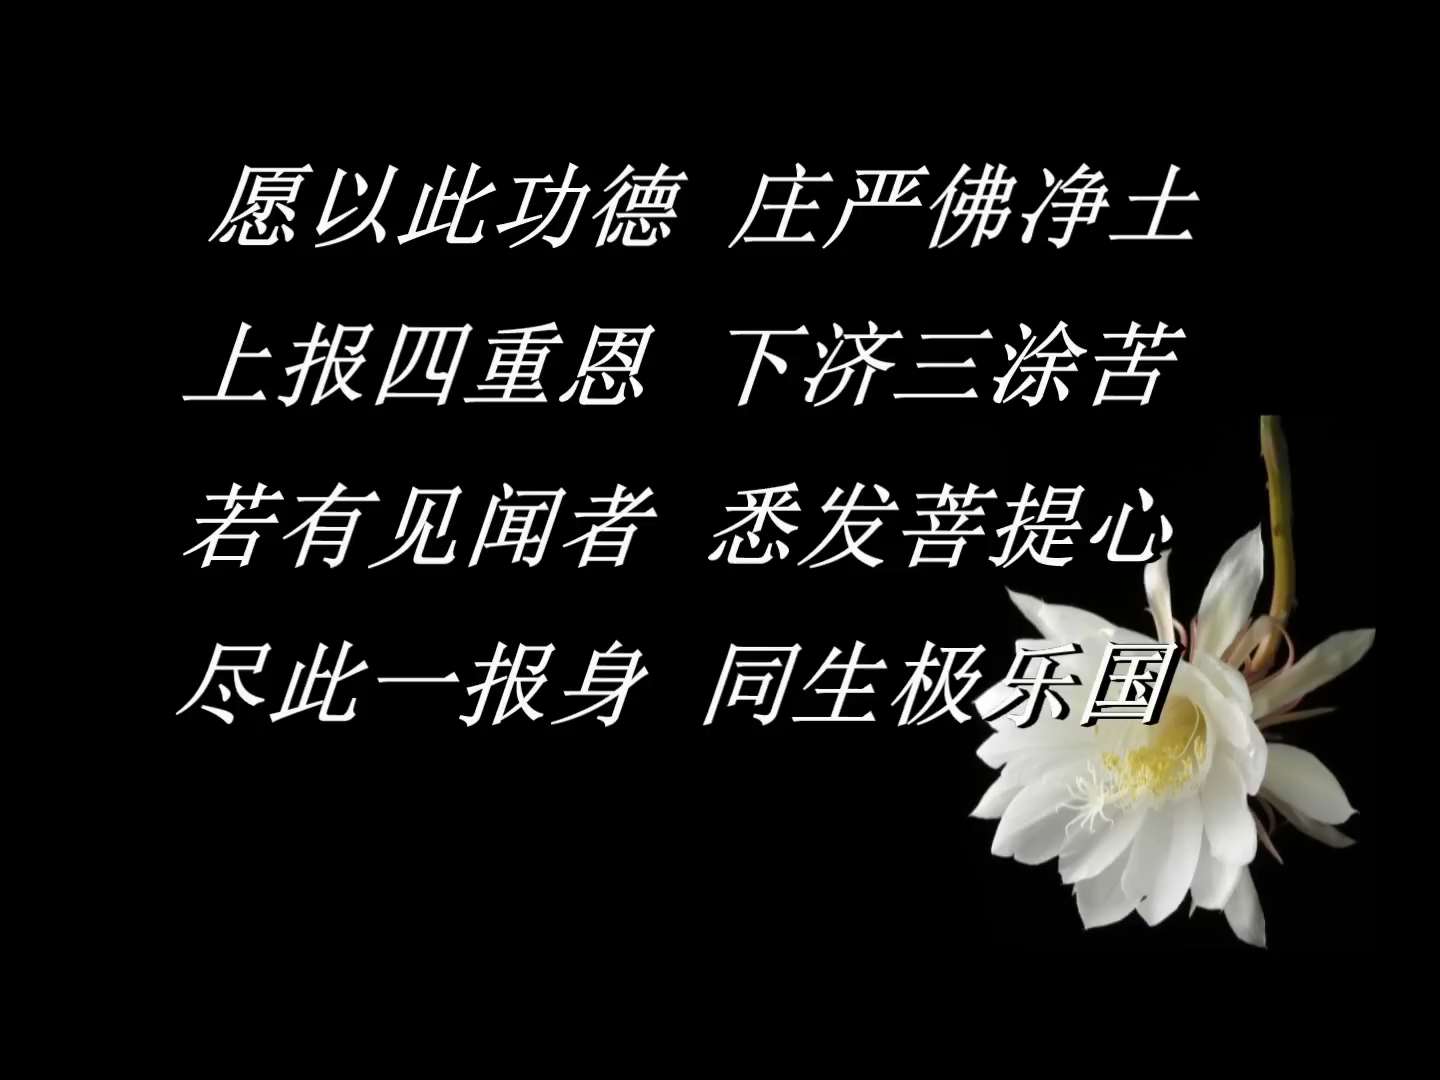 愿以此功德 庄严佛净土
上报四重恩 下济三涂苦
若有见闻者 悉发菩提心
尽此一报身 同生极乐国